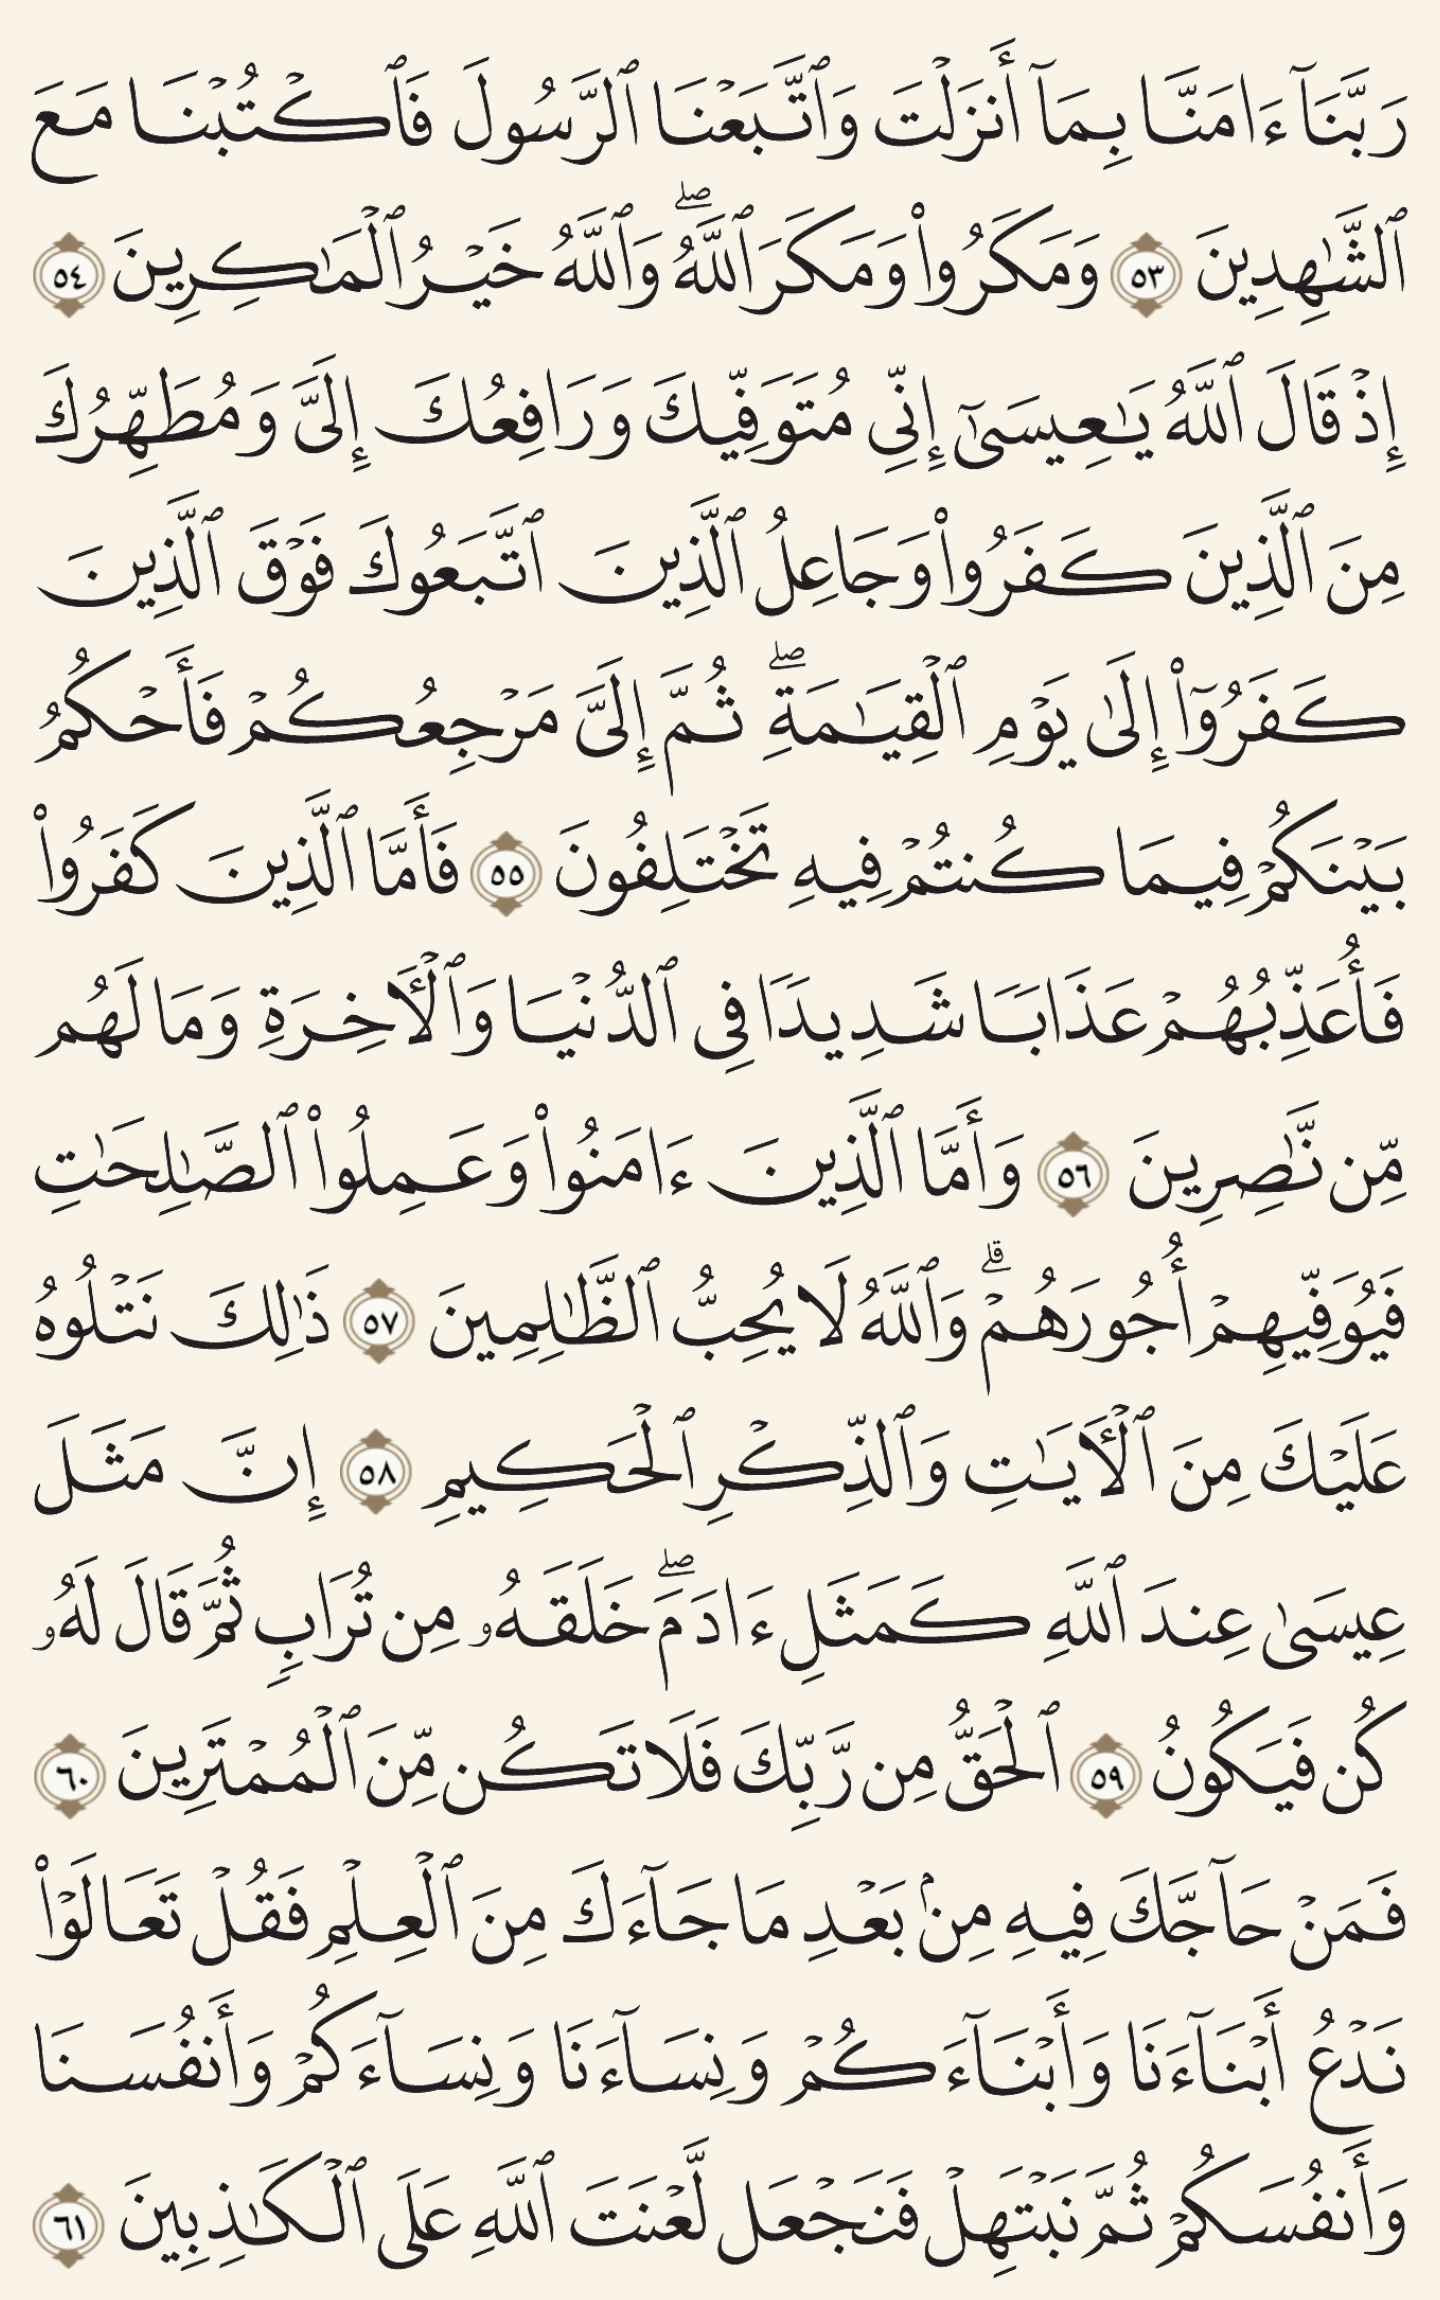 رَبَّنَآ ءَامَنَّا بِمَآ أَنزَلْتَ وَٱتَّبَعْنَا ٱلرَّسُولَ فَٱكْتُبْنَا مَعَ
ٱلشَّـٰهِدِينَ ٥٣ وَمَكَرُوا۟ وَمَكَرَ ٱللَّهُ ۖ وَٱللَّهُ خَيْرُ ٱلْمَـٰكِرِينَ ٥٤
إِذْ قَالَ ٱللَّهُ يَـٰعِيسَىٰٓ إِنِّى مُتَوَفِّيكَ وَرَافِعُكَ إِلَىَّ وَمُطَهِّرُكَ
مِنَ ٱلَّذِينَ كَفَرُوا۟ وَجَاعِلُ ٱلَّذِينَ ٱتَّبَعُوكَ فَوْقَ ٱلَّذِينَ
كَفَرُوٓا۟ إِلَىٰ يَوْمِ ٱلْقِيَـٰمَةِ ۖ ثُمَّ إِلَىَّ مَرْجِعُكُمْ فَأَحْكُمُ
بَيْنَكُمْ فِيمَا كُنتُمْ فِيهِ تَخْتَلِفُونَ ٥٥ فَأَمَّا ٱلَّذِينَ كَفَرُوا۟
فَأُعَذِّبُهُمْ عَذَابًا شَدِيدًا فِى ٱلدُّنْيَا وَٱلْـَٔاخِرَةِ وَمَا لَهُم
مِّن نَّـٰصِرِينَ ٥٦ وَأَمَّا ٱلَّذِينَ ءَامَنُوا۟ وَعَمِلُوا۟ ٱلصَّـٰلِحَـٰتِ
فَيُوَفِّيهِمْ أُجُورَهُمْ ۗ وَٱللَّهُ لَا يُحِبُّ ٱلظَّـٰلِمِينَ ٥٧ ذَٰلِكَ نَتْلُوهُ
عَلَيْكَ مِنَ ٱلْـَٔايَـٰتِ وَٱلذِّكْرِ ٱلْحَكِيمِ ٥٨ إِنَّ مَثَلَ
عِيسَىٰ عِندَ ٱللَّهِ كَمَثَلِ ءَادَمَ ۖ خَلَقَهُۥ مِن تُرَابٍ ثُمَّ قَالَ لَهُۥ
كُن فَيَكُونُ ٥٩ ٱلْحَقُّ مِن رَّبِّكَ فَلَا تَكُن مِّنَ ٱلْمُمْتَرِينَ ٦٠
فَمَنْ حَآجَّكَ فِيهِ مِنۢ بَعْدِ مَا جَآءَكَ مِنَ ٱلْعِلْمِ فَقُلْ تَعَالَوْا۟
نَدْعُ أَبْنَآءَنَا وَأَبْنَآءَكُمْ وَنِسَآءَنَا وَنِسَآءَكُمْ وَأَنفُسَنَا
وَأَنفُسَكُمْ ثُمَّ نَبْتَهِلْ فَنَجْعَل لَّعْنَتَ ٱللَّهِ عَلَى ٱلْكَـٰذِبِينَ ٦١